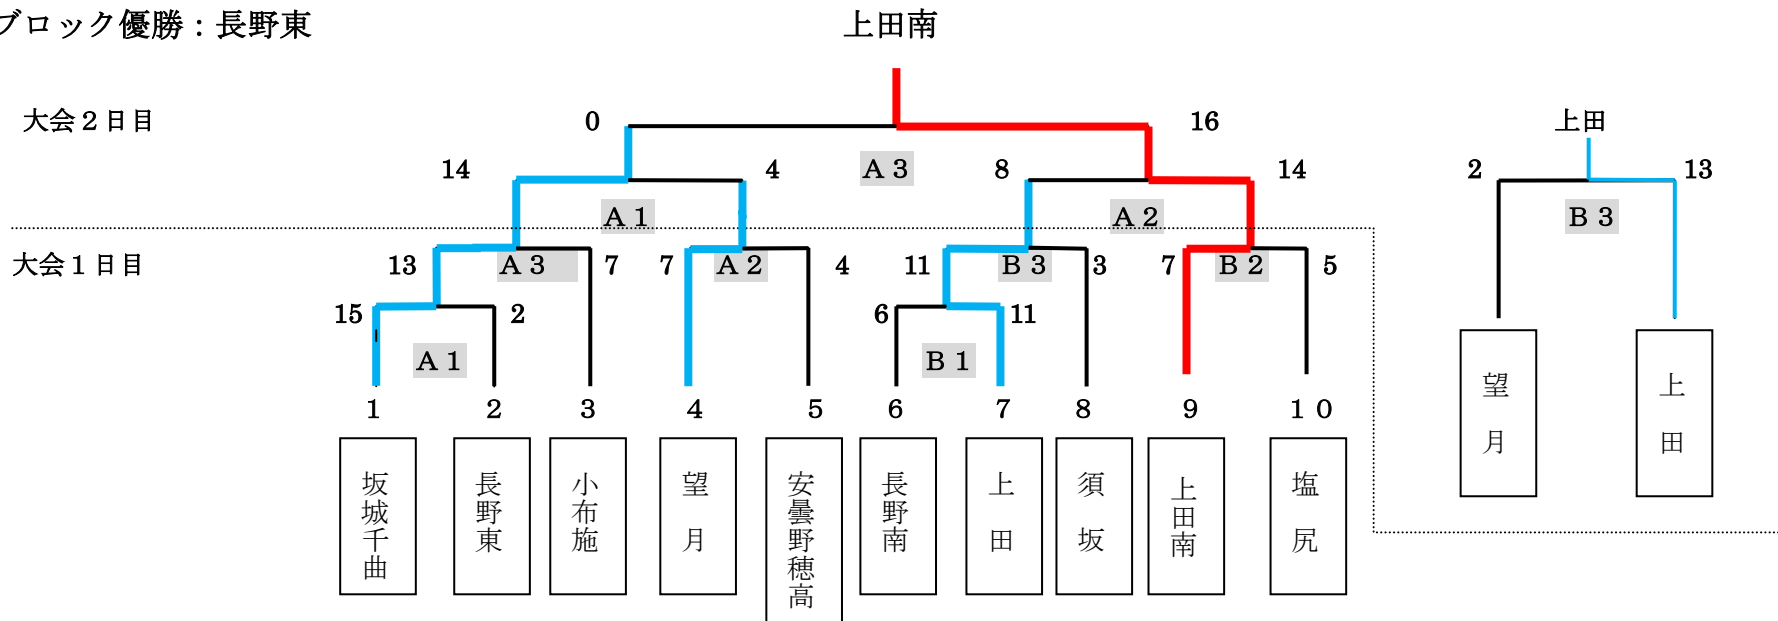 ブロック優勝：長野東
上田南
大会２日目
0
16
上田
14
4
Ａ３
8
14
2
13
Ａ１
Ａ２
Ｂ３
大会１日目
13
Ａ３
7
7
Ａ２
4
11
Ｂ３
3
7
Ｂ２
5
15
2
6
11
Ａ１
Ｂ１
1
2
3
4
5
6
7
8
9
１０
坂城千曲
長野東
小布施
望月
安曇野穂高
長野南
上田
須坂
上田南
塩尻
望月
上田